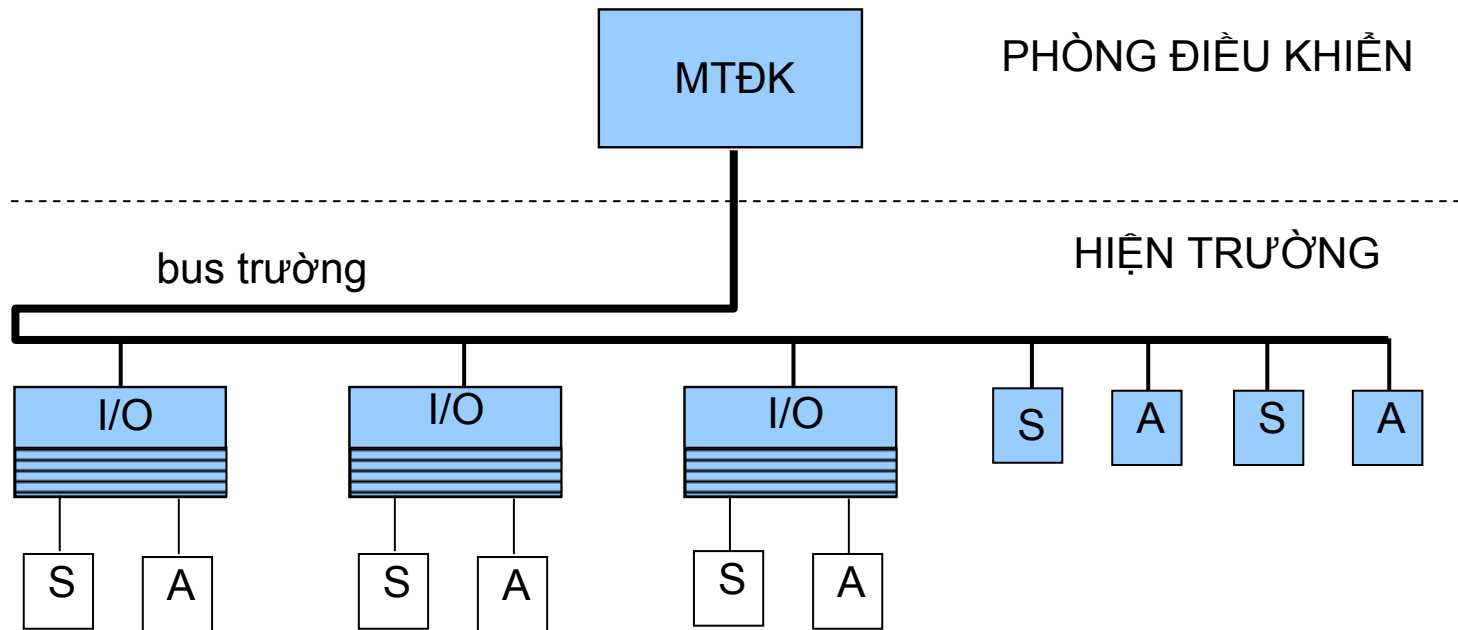 MTĐK
PHÒNG ĐIỀU KHIỂN
HIỆN TRƯỜNG
bus trường
I/O
I/O
I/O
S
A
S
A
S
A
S
A
S
A